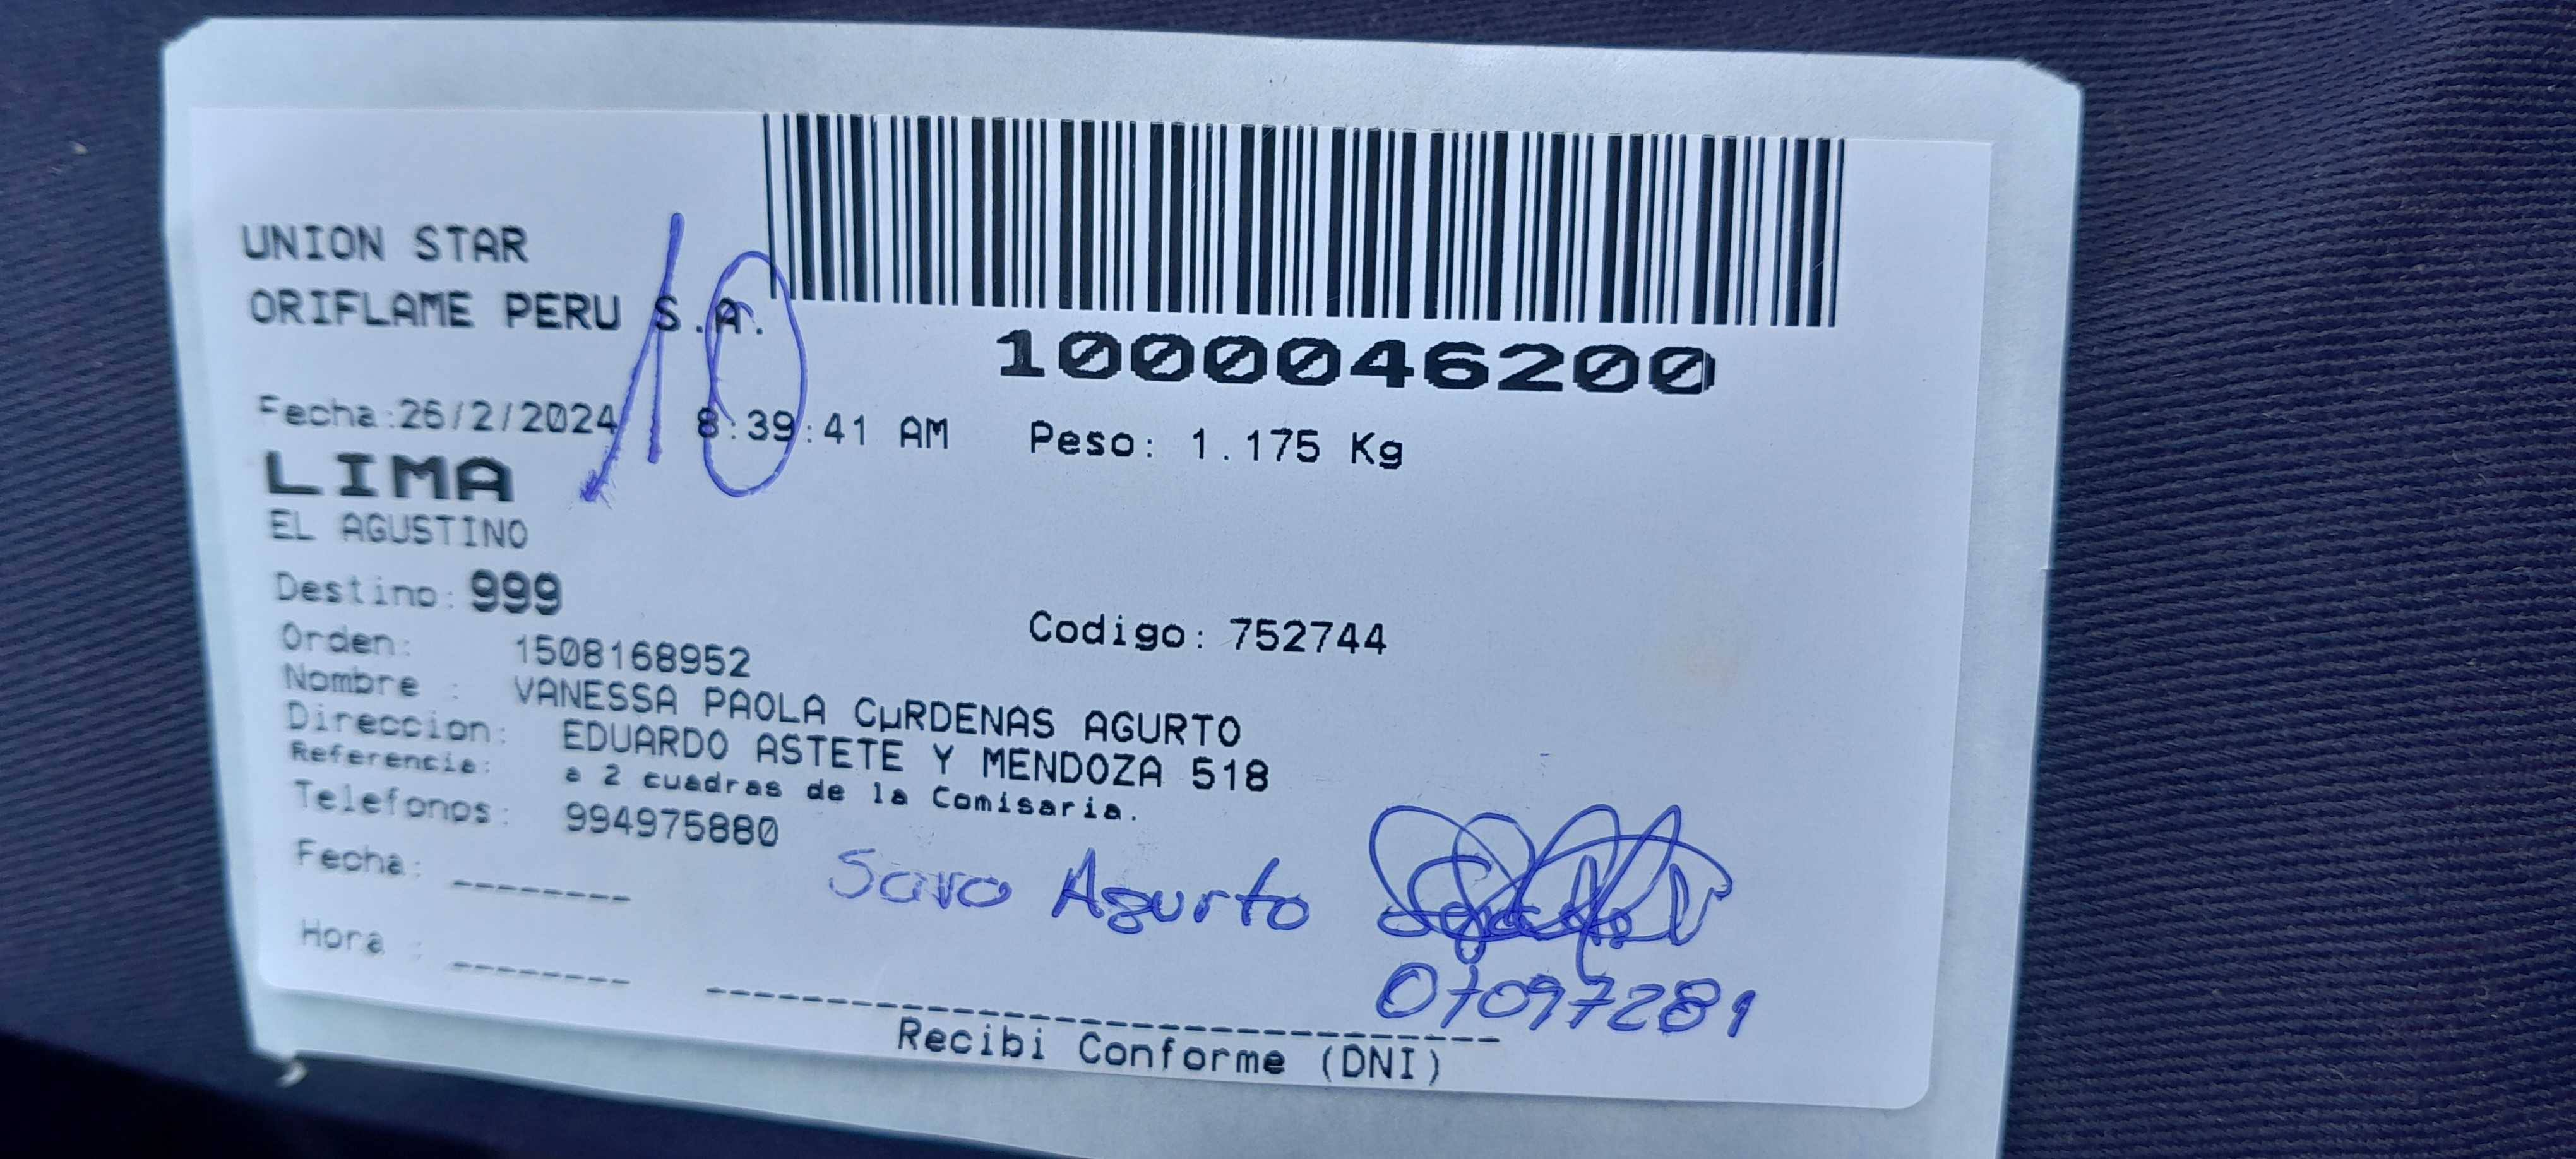 UNION STAR
ORIFLAME PERU S.A.
10
1000046200
Fecha:26/2/2024 8:39:41 AM Peso: 1.175 Kg
LIMA
EL AGUSTINO
Destino: 999
Codigo: 752744
Orden: 1508168952
Nombre : VANESSA PAOLA CµRDENAS AGURTO
Direccion: EDUARDO ASTETE Y MENDOZA 518
Referencia: a 2 cuadras de la Comisaria.
Telefonos: 994975880
Fecha: --------
Sara Agurto
Hora : --------
07097281
Recibi Conforme (DNI)